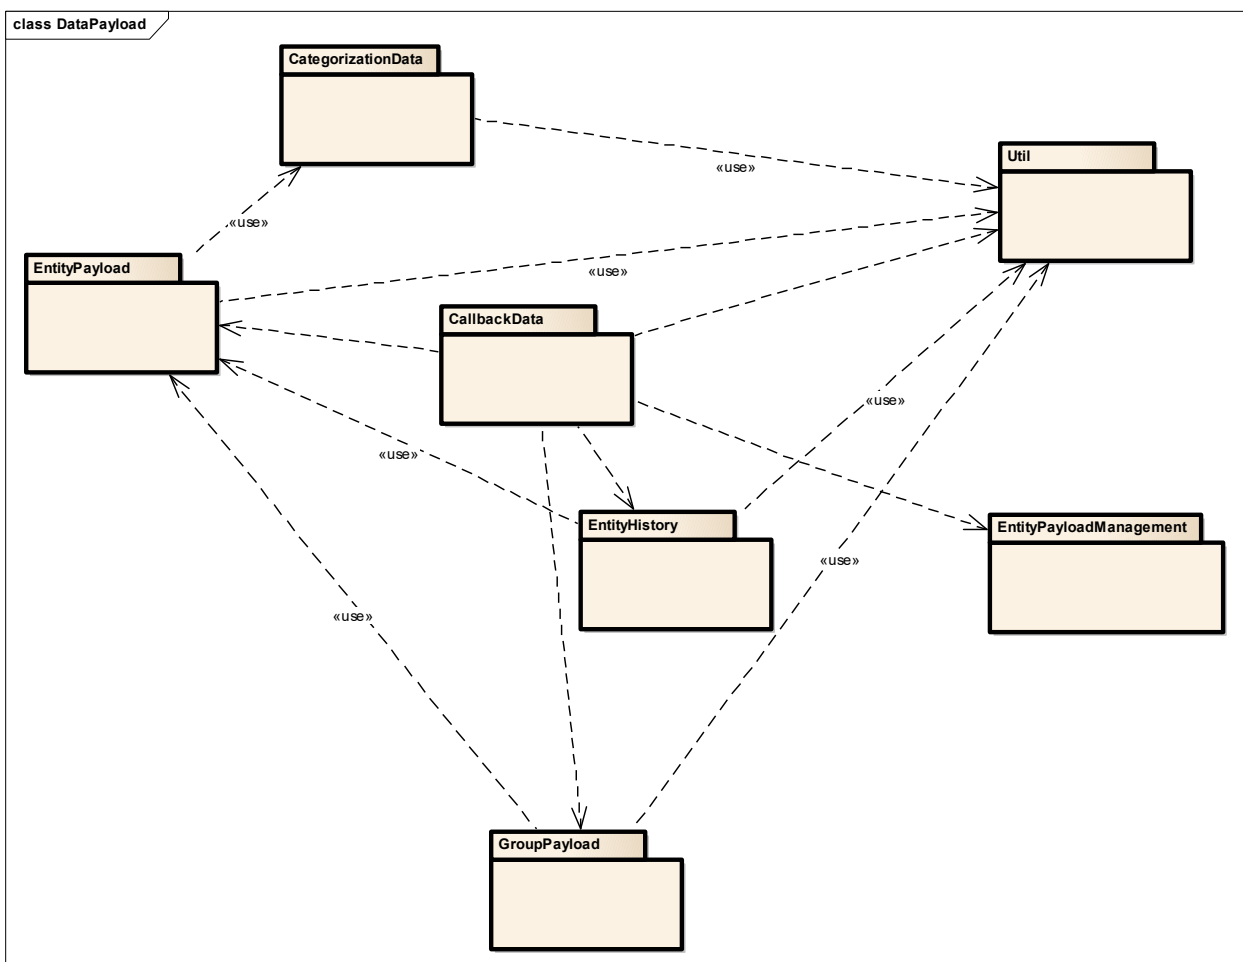 class DataPayload
CategorizationData
Util
«use»
«use»
EntityPayload
«use»
CallbackData
«use»
«use»
EntityHistory
EntityPayloadManagement
«use»
«use»
GroupPayload